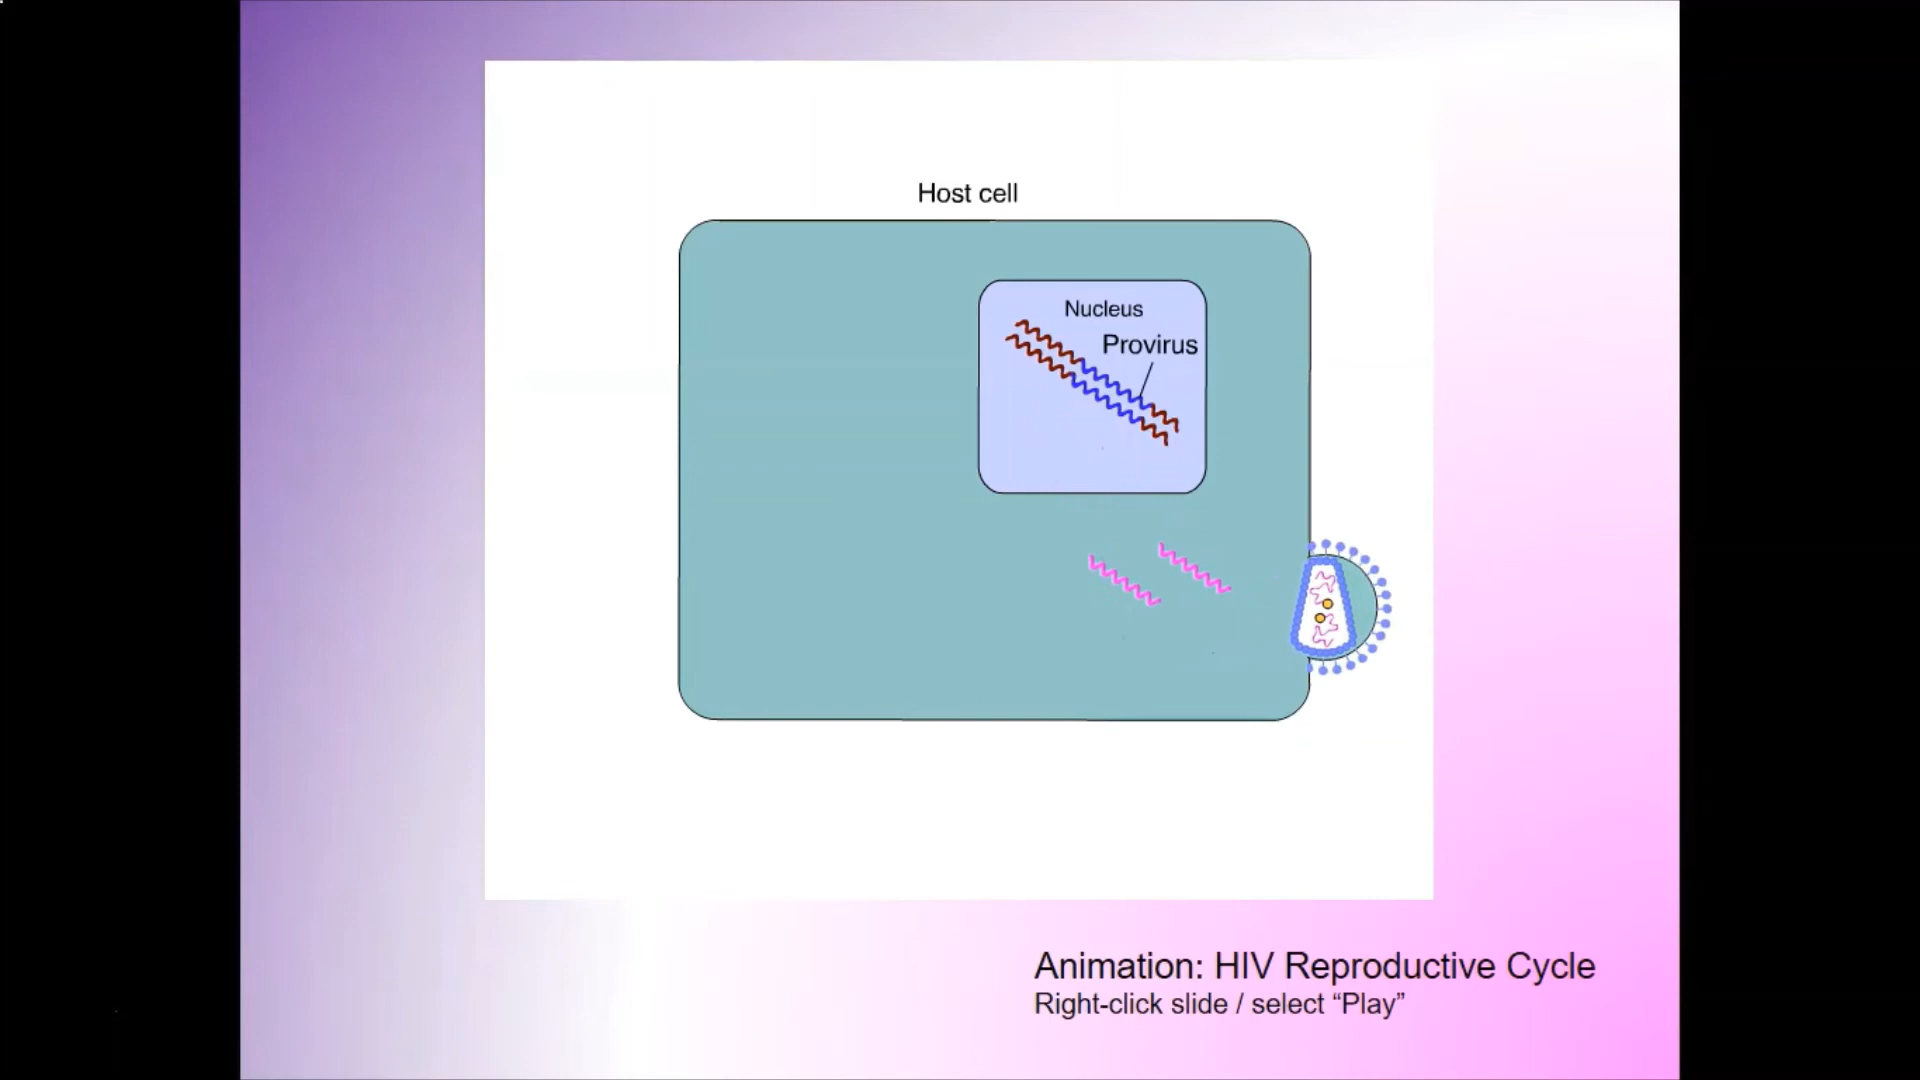 Host cell
Nucleus
Provirus
Animation: HIV Reproductive Cycle
Right-click slide / select “Play”